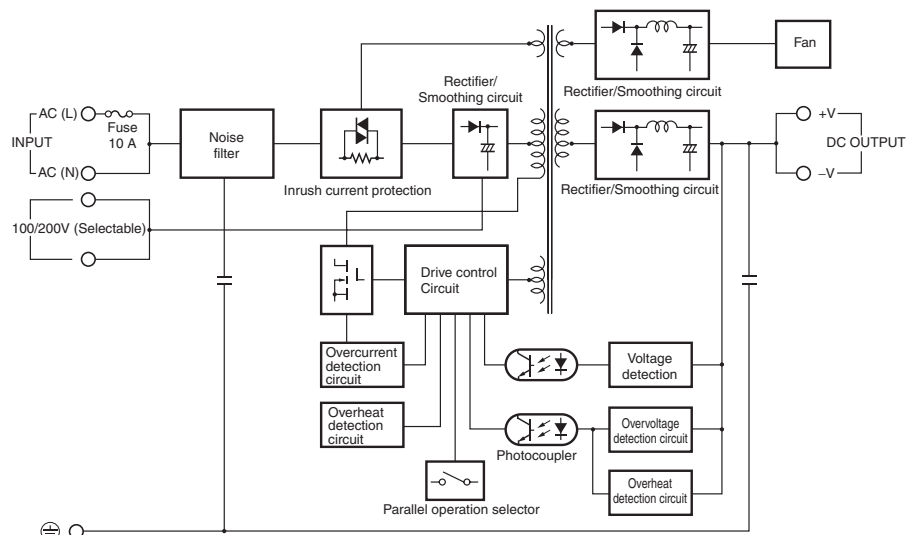 Fan
Rectifier/
Smoothing circuit
Rectifier/Smoothing circuit
AC (L)
Fuse
10 A
INPUT
AC (N)
Noise
filter
Inrush current protection
Rectifier/Smoothing circuit
+V
DC OUTPUT
–V
100/200V (Selectable)
Drive control
Circuit
Overcurrent
detection
circuit
Voltage
detection
Overheat
detection
circuit
Overvoltage
detection circuit
Photocoupler
Overheat
detection circuit
Parallel operation selector